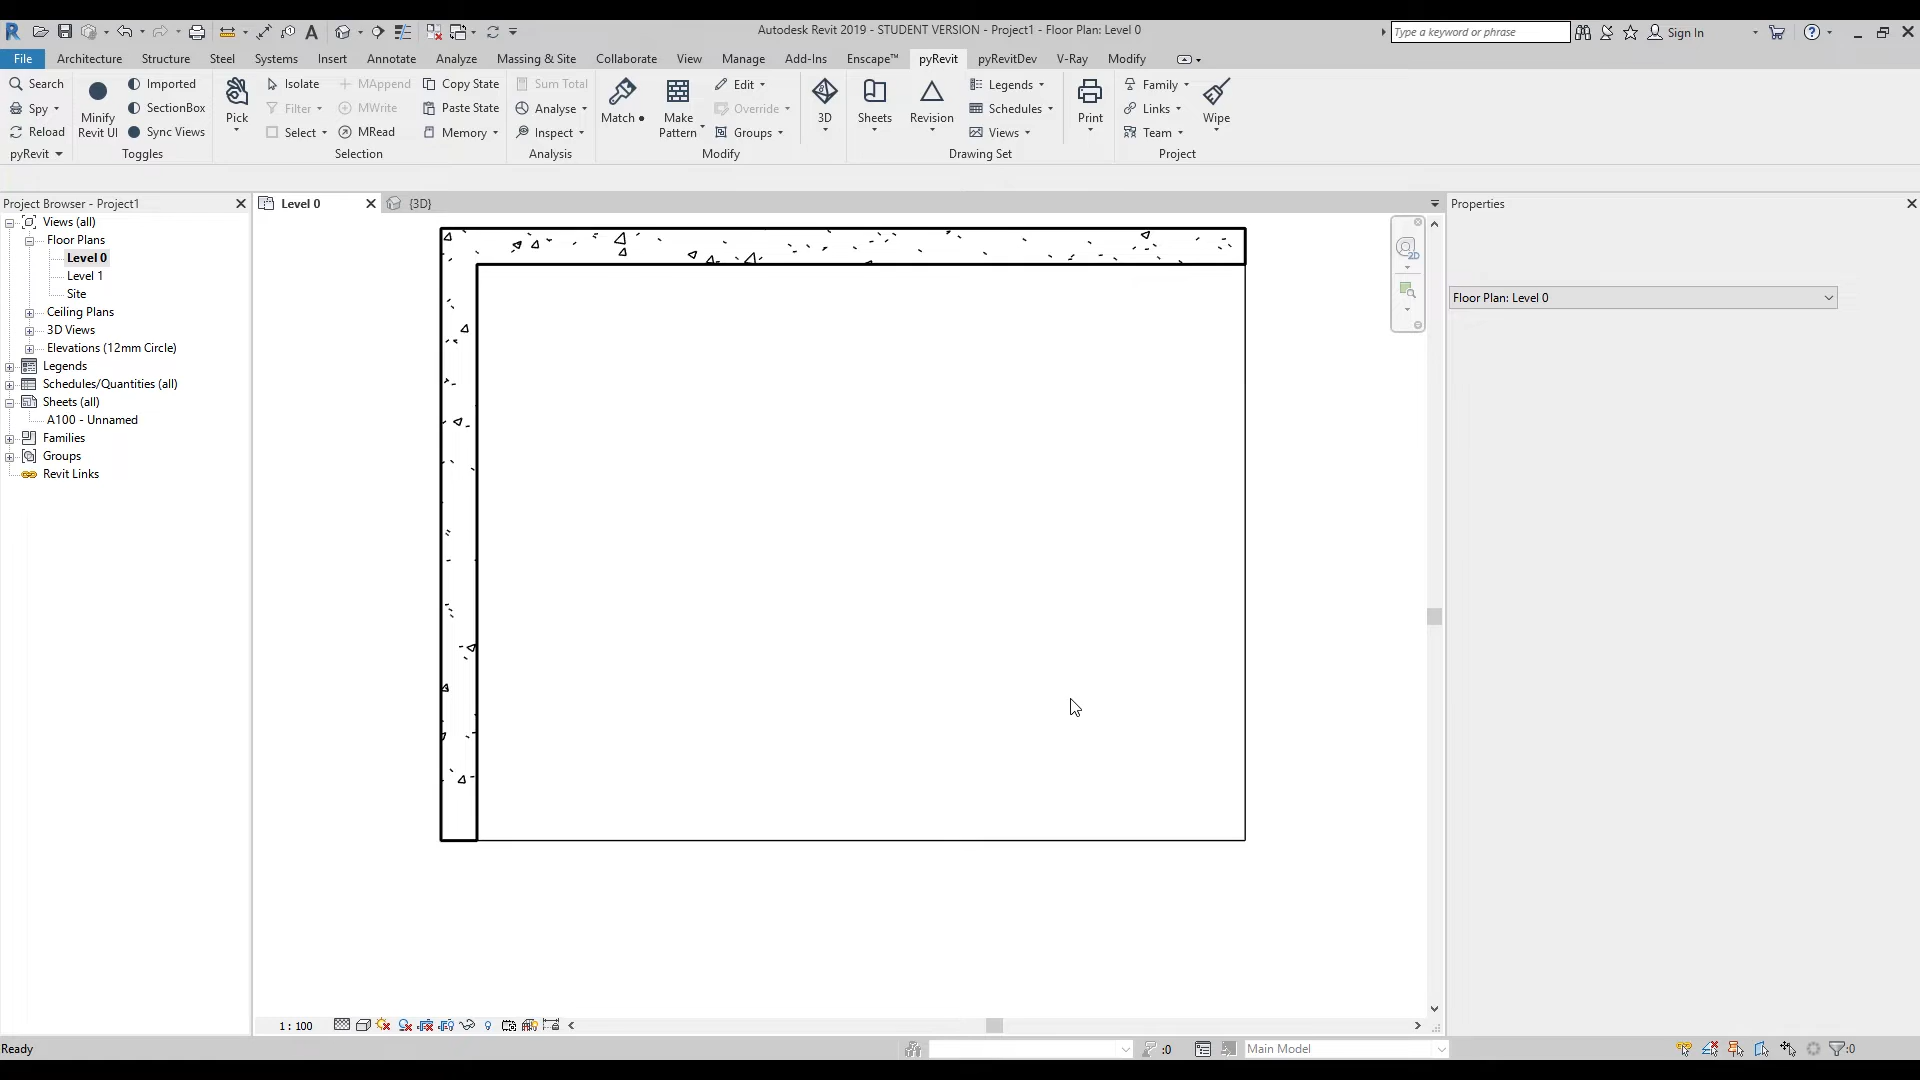 Autodesk Revit 2019 - STUDENT VERSION - Project1 - Floor Plan: Level 0
Type a keyword or phrase
Sign In
File Architecture Structure Steel Systems Insert Annotate Analyze Massing & Site Collaborate View Manage Add-Ins Enscape™ pyRevit pyRevitDev V-Ray Modify
Search Imported Isolate MAppend Copy State Sum Total Edit Legends Family
Spy SectionBox Filter MWrite Paste State Analyse Override Schedules Links
Minify Revit UI Pick Match Make Pattern 3D Sheets Revision Print Wipe
Reload Sync Views Select MRead Memory Inspect Groups Views Team
pyRevit Toggles Selection Analysis Modify Drawing Set Project
Project Browser - Project1
Level 0
{3D}
Properties
Views (all)
Floor Plans
Level 0
Level 1
Site
Ceiling Plans
3D Views
Elevations (12mm Circle)
Legends
Schedules/Quantities (all)
Sheets (all)
A100 - Unnamed
Families
Groups
Revit Links
2D
Floor Plan: Level 0
1 : 100
Ready
:0
Main Model
:0